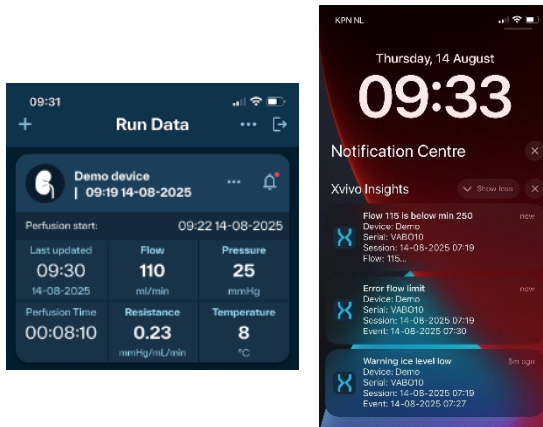 09:31
Run Data
Demo device
| 09:19 14-08-2025
Perfusion start: 09:22 14-08-2025
Last updated Flow Pressure
09:30 110 25
14-08-2025 ml/min mmHg
Perfusion Time Resistance Temperature
00:08:10 0.23 8
mmHg/mL/min °C
KPN NL
Thursday, 14 August
09:33
Notification Centre
Xvivo Insights Show less
Flow 115 is below min 250 now
Device: Demo
Serial: VABO10
Session: 14-08-2025 07:19
Flow: 115...
Error flow limit now
Device: Demo
Serial: VABO10
Session: 14-08-2025 07:19
Event: 14-08-2025 07:30
Warning ice level low 5m ago
Device: Demo
Serial: VABO10
Session: 14-08-2025 07:19
Event: 14-08-2025 07:27